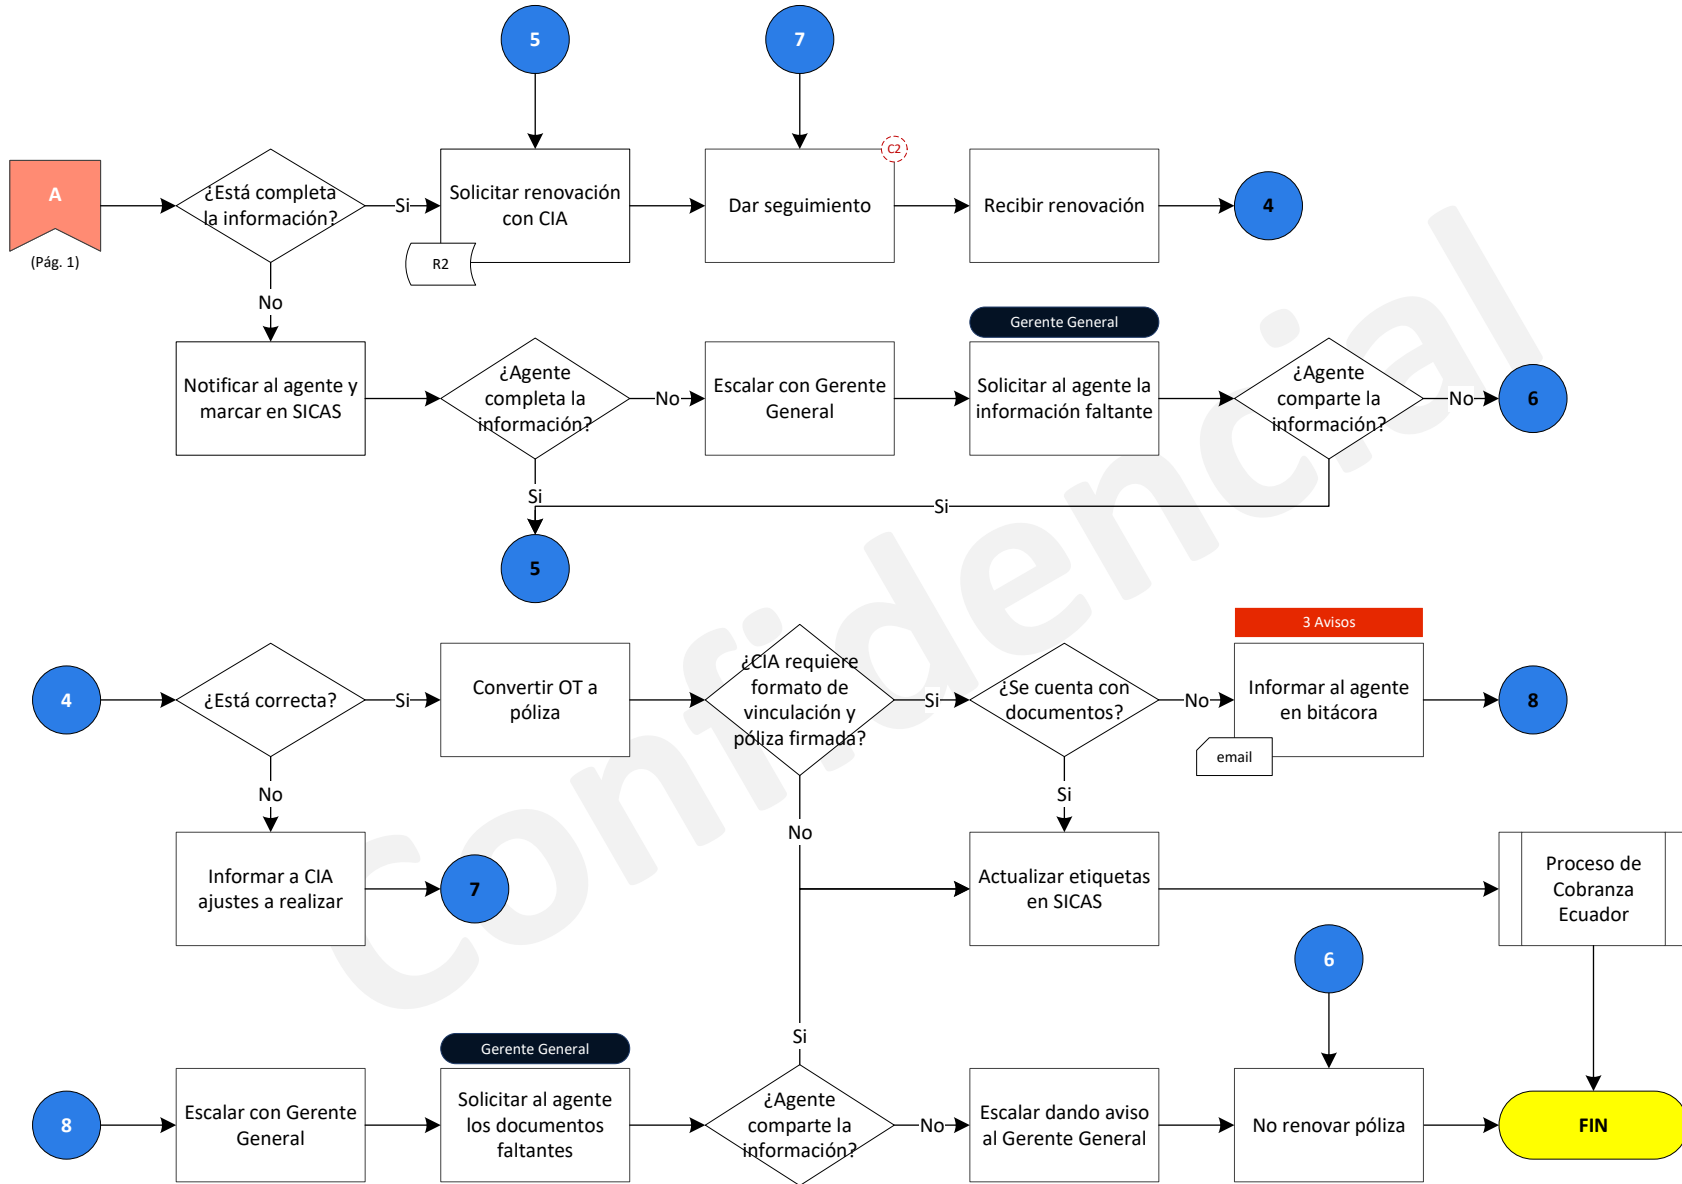 5
7
C2
A
(Pág. 1)
¿Está completa
la información?
Si
Solicitar renovación
con CIA
R2
Dar seguimiento
Recibir renovación
4
No
Gerente General
Notificar al agente y
marcar en SICAS
¿Agente
completa la
información?
No
Escalar con Gerente
General
Solicitar al agente la
información faltante
¿Agente
comparte la
información?
No
6
Si
Si
5
3 Avisos
4
¿Está correcta?
Si
Convertir OT a
póliza
¿CIA requiere
formato de
vinculación y
póliza firmada?
Si
¿Se cuenta con
documentos?
No
Informar al agente
en bitácora
email
8
No
Si
No
Informar a CIA
ajustes a realizar
7
Actualizar etiquetas
en SICAS
Proceso de
Cobranza
Ecuador
6
Si
Gerente General
8
Escalar con Gerente
General
Solicitar al agente
los documentos
faltantes
¿Agente
comparte la
información?
No
Escalar dando aviso
al Gerente General
No renovar póliza
FIN
Confidencial